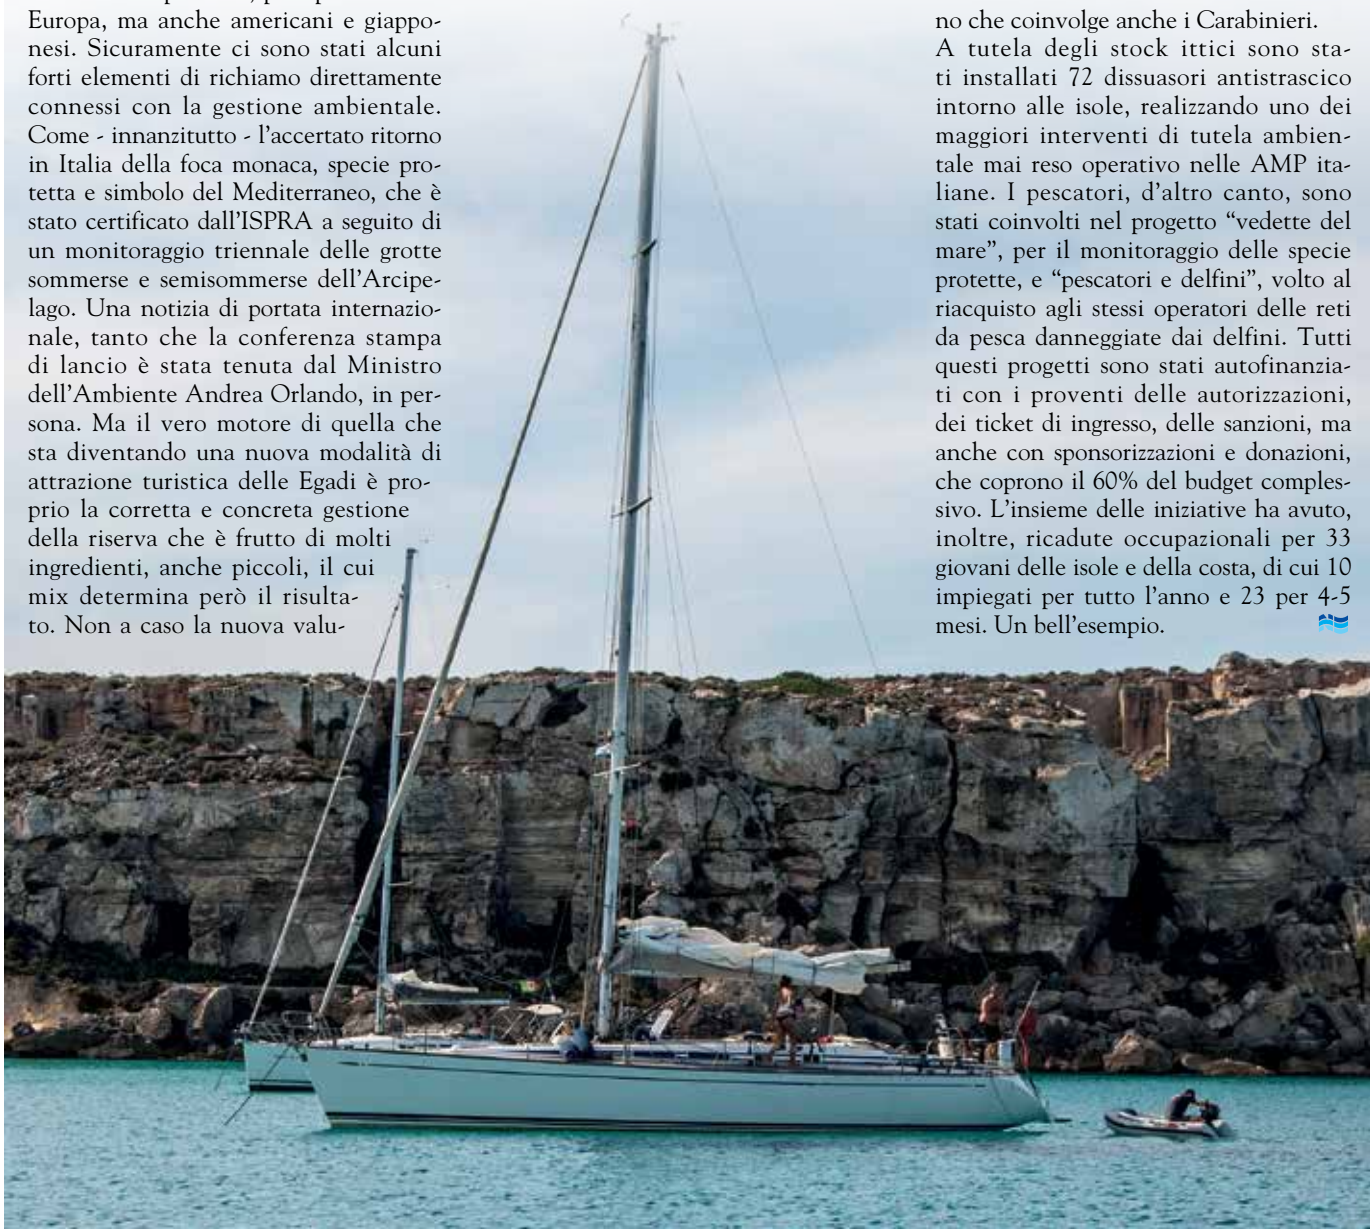 Europa, ma anche americani e giappo-
nesi. Sicuramente ci sono stati alcuni
forti elementi di richiamo direttamente
connessi con la gestione ambientale.
Come - innanzitutto - l'accertato ritorno
in Italia della foca monaca, specie pro-
tetta e simbolo del Mediterraneo, che è
stato certificato dall'ISPRA a seguito di
un monitoraggio triennale delle grotte
sommerse e semisommerse dell'Arcipe-
lago. Una notizia di portata internazio-
nale, tanto che la conferenza stampa
di lancio è stata tenuta dal Ministro
dell'Ambiente Andrea Orlando, in per-
sona. Ma il vero motore di quella che
sta diventando una nuova modalità di
attrazione turistica delle Egadi è pro-
prio la corretta e concreta gestione
della riserva che è frutto di molti
ingredienti, anche piccoli, il cui
mix determina però il risulta-
to. Non a caso la nuova valu-
no che coinvolge anche i Carabinieri.
A tutela degli stock ittici sono sta-
ti installati 72 dissuasori antistrascico
intorno alle isole, realizzando uno dei
maggiori interventi di tutela ambien-
tale mai reso operativo nelle AMP ita-
liane. I pescatori, d'altro canto, sono
stati coinvolti nel progetto “vedette del
mare”, per il monitoraggio delle specie
protette, e “pescatori e delfini”, volto al
riacquisto agli stessi operatori delle reti
da pesca danneggiate dai delfini. Tutti
questi progetti sono stati autofinanzia-
ti con i proventi delle autorizzazioni,
dei ticket di ingresso, delle sanzioni, ma
anche con sponsorizzazioni e donazioni,
che coprono il 60% del budget comples-
sivo. L'insieme delle iniziative ha avuto,
inoltre, ricadute occupazionali per 33
giovani delle isole e della costa, di cui 10
impiegati per tutto l'anno e 23 per 4-5
mesi. Un bell'esempio.